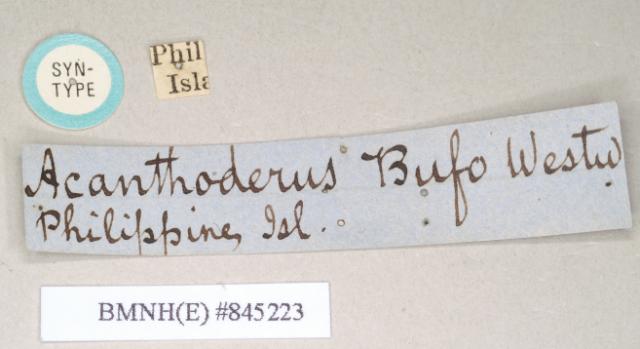 SYN-
TYPE
Phil
Isla
Acanthoderus Bufo Westw
Philippine, Isl.
BMNH(E) #845223